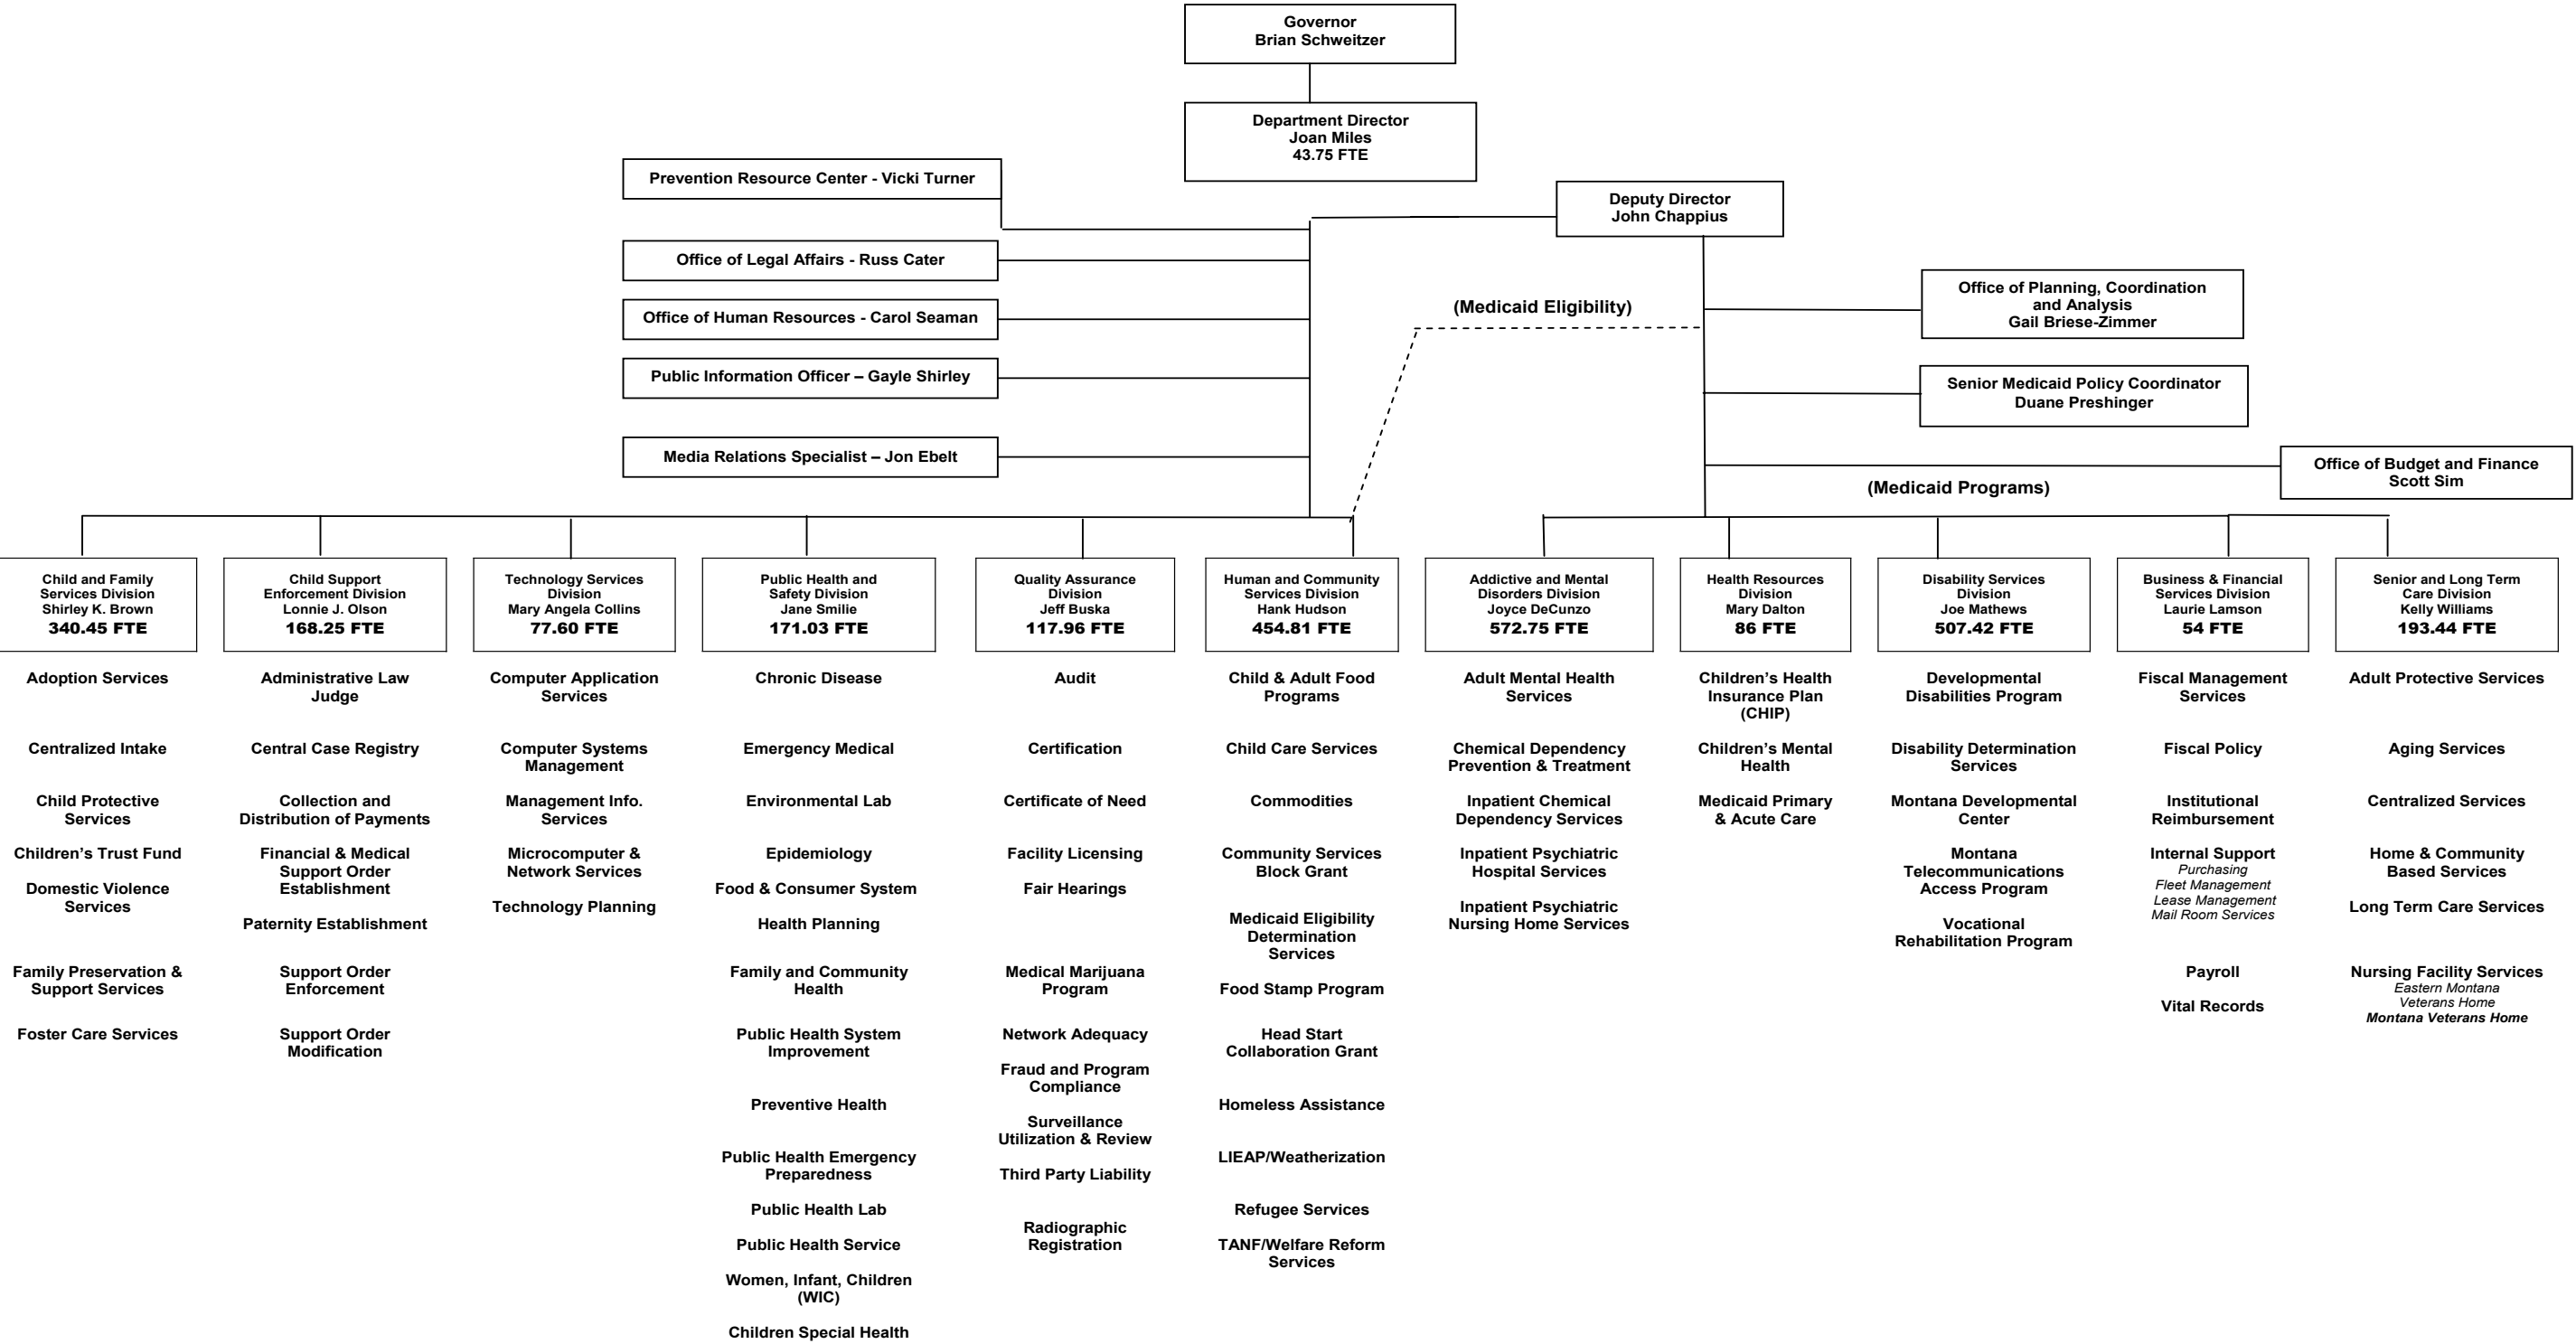 Governor
Brian Schweitzer
Department Director
Joan Miles
43.75 FTE
Prevention Resource Center - Vicki Turner
Deputy Director
John Chappius
Office of Legal Affairs - Russ Cater
Office of Human Resources - Carol Seaman
Public Information Officer – Gayle Shirley
Media Relations Specialist – Jon Ebelt
(Medicaid Eligibility)
Office of Planning, Coordination
and Analysis
Gail Briese-Zimmer
Senior Medicaid Policy Coordinator
Duane Preshinger
Office of Budget and Finance
Scott Sim
(Medicaid Programs)
Child and Family
Services Division
Shirley K. Brown
340.45 FTE
Adoption Services
Centralized Intake
Child Protective
Services
Children's Trust Fund
Domestic Violence
Services
Family Preservation &
Support Services
Foster Care Services
Child Support
Enforcement Division
Lonnie J. Olson
168.25 FTE
Administrative Law
Judge
Central Case Registry
Collection and
Distribution of Payments
Financial & Medical
Support Order
Establishment
Paternity Establishment
Support Order
Enforcement
Support Order
Modification
Technology Services
Division
Mary Angela Collins
77.60 FTE
Computer Application
Services
Computer Systems
Management
Management Info.
Services
Microcomputer &
Network Services
Technology Planning
Public Health and
Safety Division
Jane Smilie
171.03 FTE
Chronic Disease
Emergency Medical
Environmental Lab
Epidemiology
Food & Consumer System
Health Planning
Family and Community
Health
Public Health System
Improvement
Preventive Health
Public Health Emergency
Preparedness
Public Health Lab
Public Health Service
Women, Infant, Children
(WIC)
Children Special Health
Quality Assurance
Division
Jeff Buska
117.96 FTE
Audit
Certification
Certificate of Need
Facility Licensing
Fair Hearings
Medical Marijuana
Program
Network Adequacy
Fraud and Program
Compliance
Surveillance
Utilization & Review
Third Party Liability
Radiographic
Registration
Human and Community
Services Division
Hank Hudson
454.81 FTE
Child & Adult Food
Programs
Child Care Services
Commodities
Community Services
Block Grant
Medicaid Eligibility
Determination
Services
Food Stamp Program
Head Start
Collaboration Grant
Homeless Assistance
LIEAP/Weatherization
Refugee Services
TANF/Welfare Reform
Services
Addictive and Mental
Disorders Division
Joyce DeCunzo
572.75 FTE
Adult Mental Health
Services
Chemical Dependency
Prevention & Treatment
Inpatient Chemical
Dependency Services
Inpatient Psychiatric
Hospital Services
Inpatient Psychiatric
Nursing Home Services
Health Resources
Division
Mary Dalton
86 FTE
Children's Health
Insurance Plan
(CHIP)
Children's Mental
Health
Medicaid Primary
& Acute Care
Disability Services
Division
Joe Mathews
507.42 FTE
Developmental
Disabilities Program
Disability Determination
Services
Montana Developmental
Center
Montana
Telecommunications
Access Program
Vocational
Rehabilitation Program
Business & Financial
Services Division
Laurie Lamson
54 FTE
Fiscal Management
Services
Fiscal Policy
Institutional
Reimbursement
Internal Support
Purchasing
Fleet Management
Lease Management
Mail Room Services
Payroll
Vital Records
Senior and Long Term
Care Division
Kelly Williams
193.44 FTE
Adult Protective Services
Aging Services
Centralized Services
Home & Community
Based Services
Long Term Care Services
Nursing Facility Services
Eastern Montana
Veterans Home
Montana Veterans Home